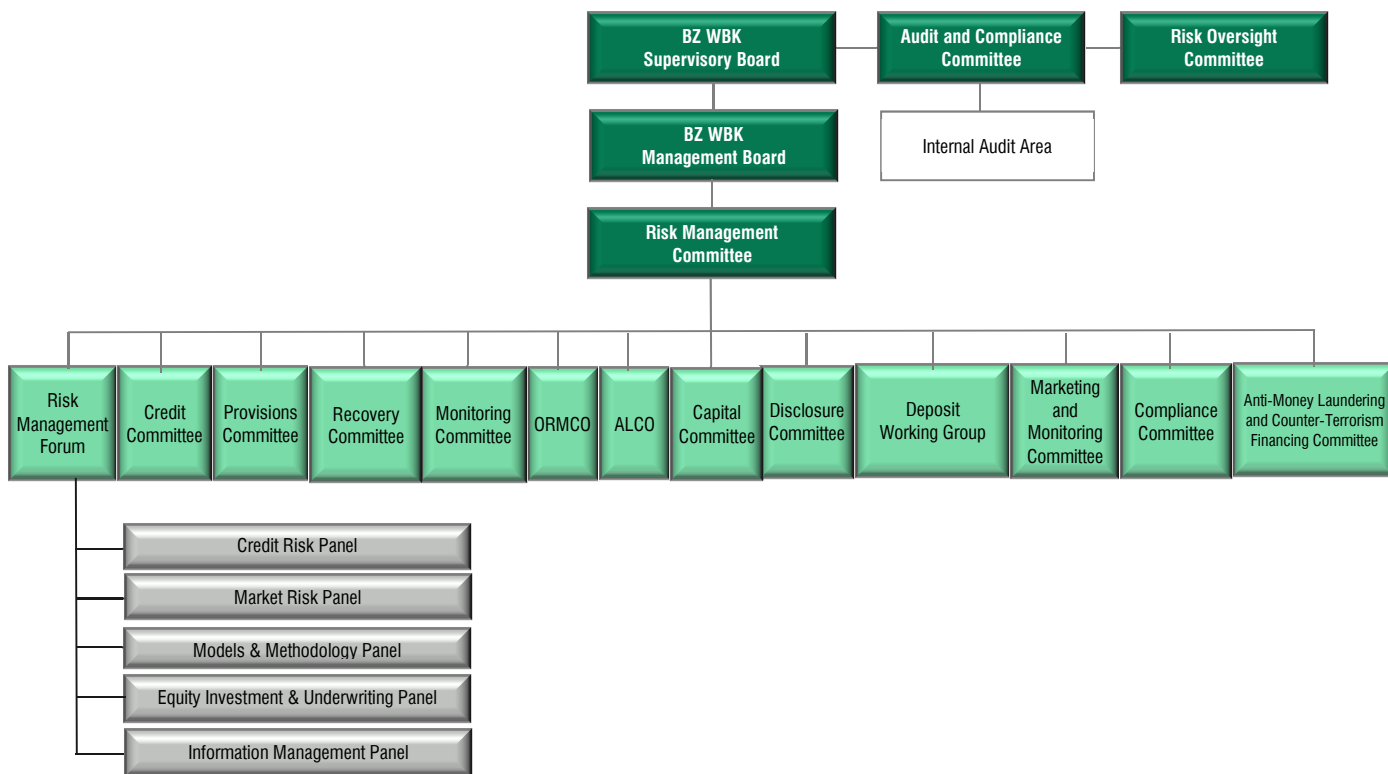 BZ WBK
Supervisory Board
Audit and Compliance
Committee
Risk Oversight
Committee
BZ WBK
Management Board
Internal Audit Area
Risk Management
Committee
Risk
Management
Forum
Credit
Committee
Provisions
Committee
Recovery
Committee
Monitoring
Committee
ORMCO
ALCO
Capital
Committee
Disclosure
Committee
Deposit
Working Group
Marketing
and
Monitoring
Committee
Compliance
Committee
Anti-Money Laundering
and Counter-Terrorism
Financing Committee
Credit Risk Panel
Market Risk Panel
Models & Methodology Panel
Equity Investment & Underwriting Panel
Information Management Panel